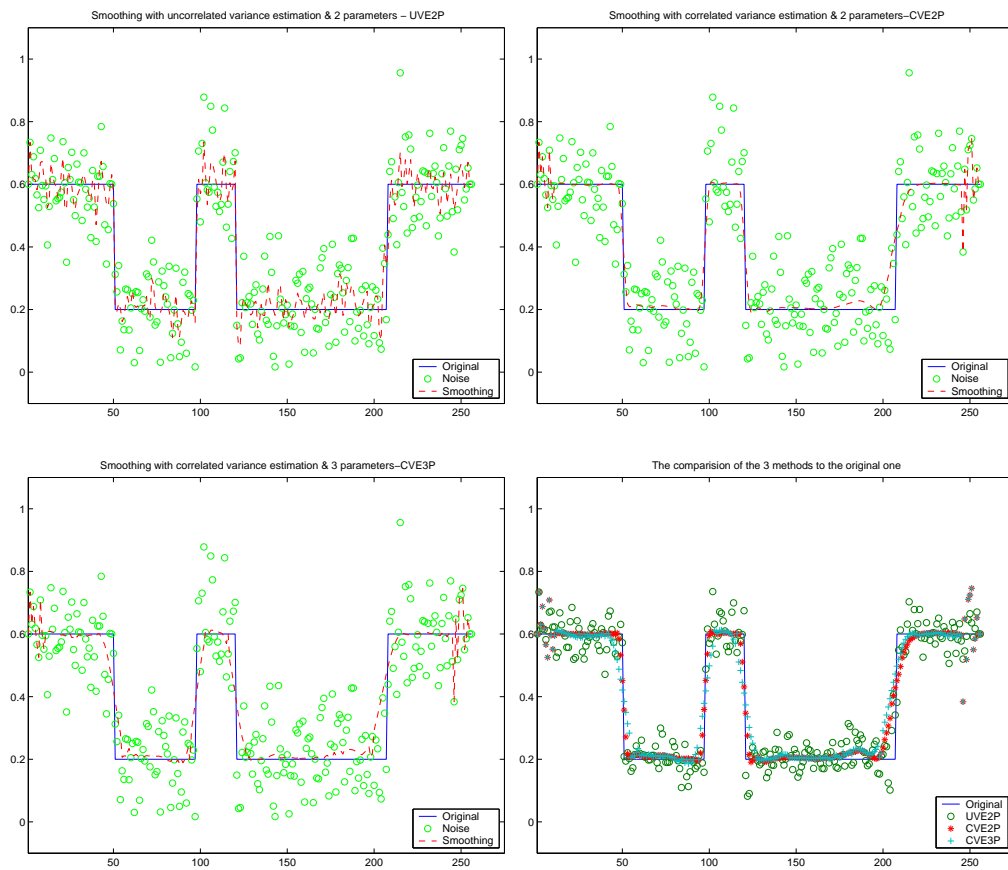 Smoothing with uncorrelated variance estimation & 2 parameters – UVE2P
1
0.8
0.6
0.4
0.2
0
50 100 150 200 250
Original
Noise
Smoothing
Smoothing with correlated variance estimation & 2 parameters–CVE2P
1
0.8
0.6
0.4
0.2
0
50 100 150 200 250
Original
Noise
Smoothing
Smoothing with correlated variance estimation & 3 parameters–CVE3P
1
0.8
0.6
0.4
0.2
0
50 100 150 200 250
Original
Noise
Smoothing
The comparision of the 3 methods to the original one
1
0.8
0.6
0.4
0.2
0
50 100 150 200 250
Original
UVE2P
CVE2P
CVE3P